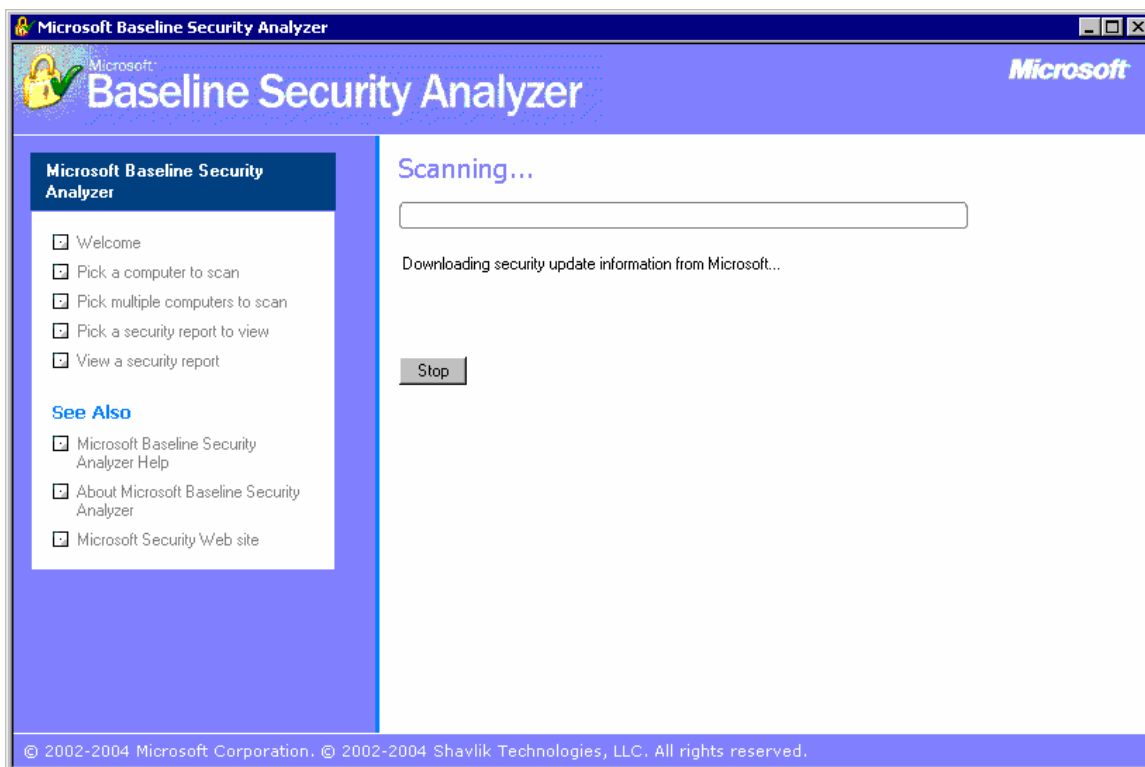 Microsoft Baseline Security Analyzer
Microsoft
Baseline Security Analyzer
Microsoft
Microsoft Baseline Security
Analyzer
Welcome
Pick a computer to scan
Pick multiple computers to scan
Pick a security report to view
View a security report
See Also
Microsoft Baseline Security
Analyzer Help
About Microsoft Baseline Security
Analyzer
Microsoft Security Web site
Scanning...
Downloading security update information from Microsoft...
Stop
© 2002-2004 Microsoft Corporation. © 2002-2004 Shavlik Technologies, LLC. All rights reserved.